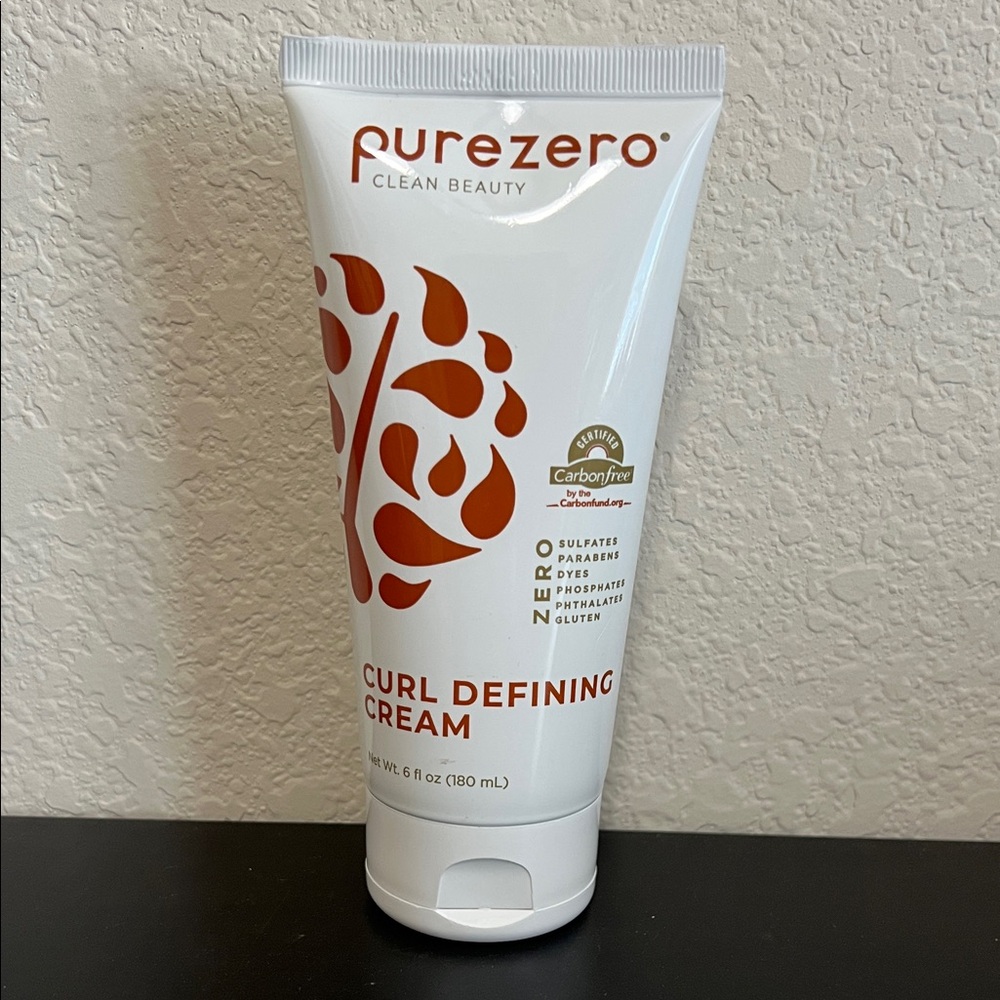 purezero®
CLEAN BEAUTY
CERTIFIED
Carbonfree
by the
Carbonfund.org
ZERO
SULFATES
PARABENS
DYES
PHOSPHATES
PHTHALATES
GLUTEN
CURL DEFINING
CREAM
Net Wt. 6 fl oz (180 mL)